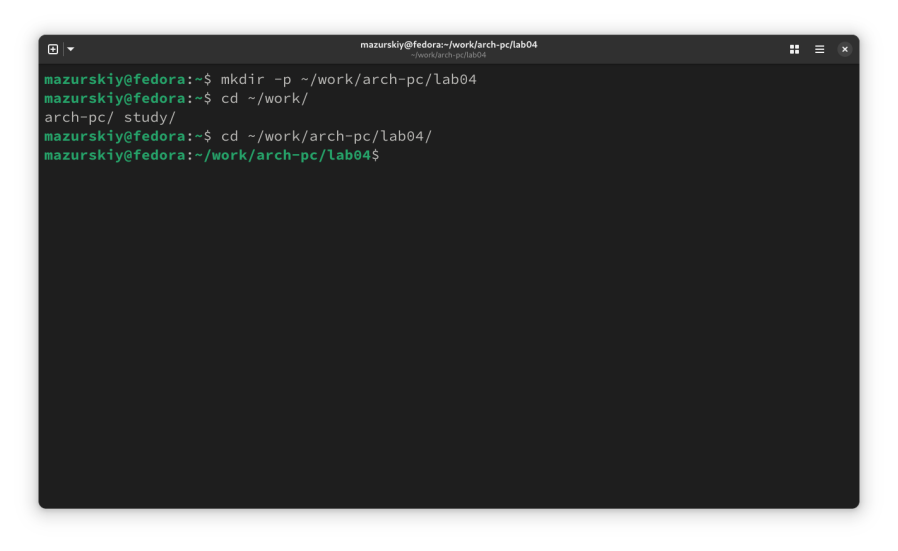 mazurskiy@fedora:~/work/arch-pc/lab04
~/work/arch-pc/lab04
mazurskiy@fedora:~$ mkdir -p ~/work/arch-pc/lab04
mazurskiy@fedora:~$ cd ~/work/
arch-pc/ study/
mazurskiy@fedora:~$ cd ~/work/arch-pc/lab04/
mazurskiy@fedora:~/work/arch-pc/lab04$